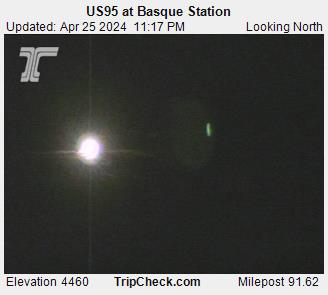 US95 at Basque Station
Updated: Apr 25 2024 11:17 PM Looking North
Elevation 4460 TripCheck.com Milepost 91.62